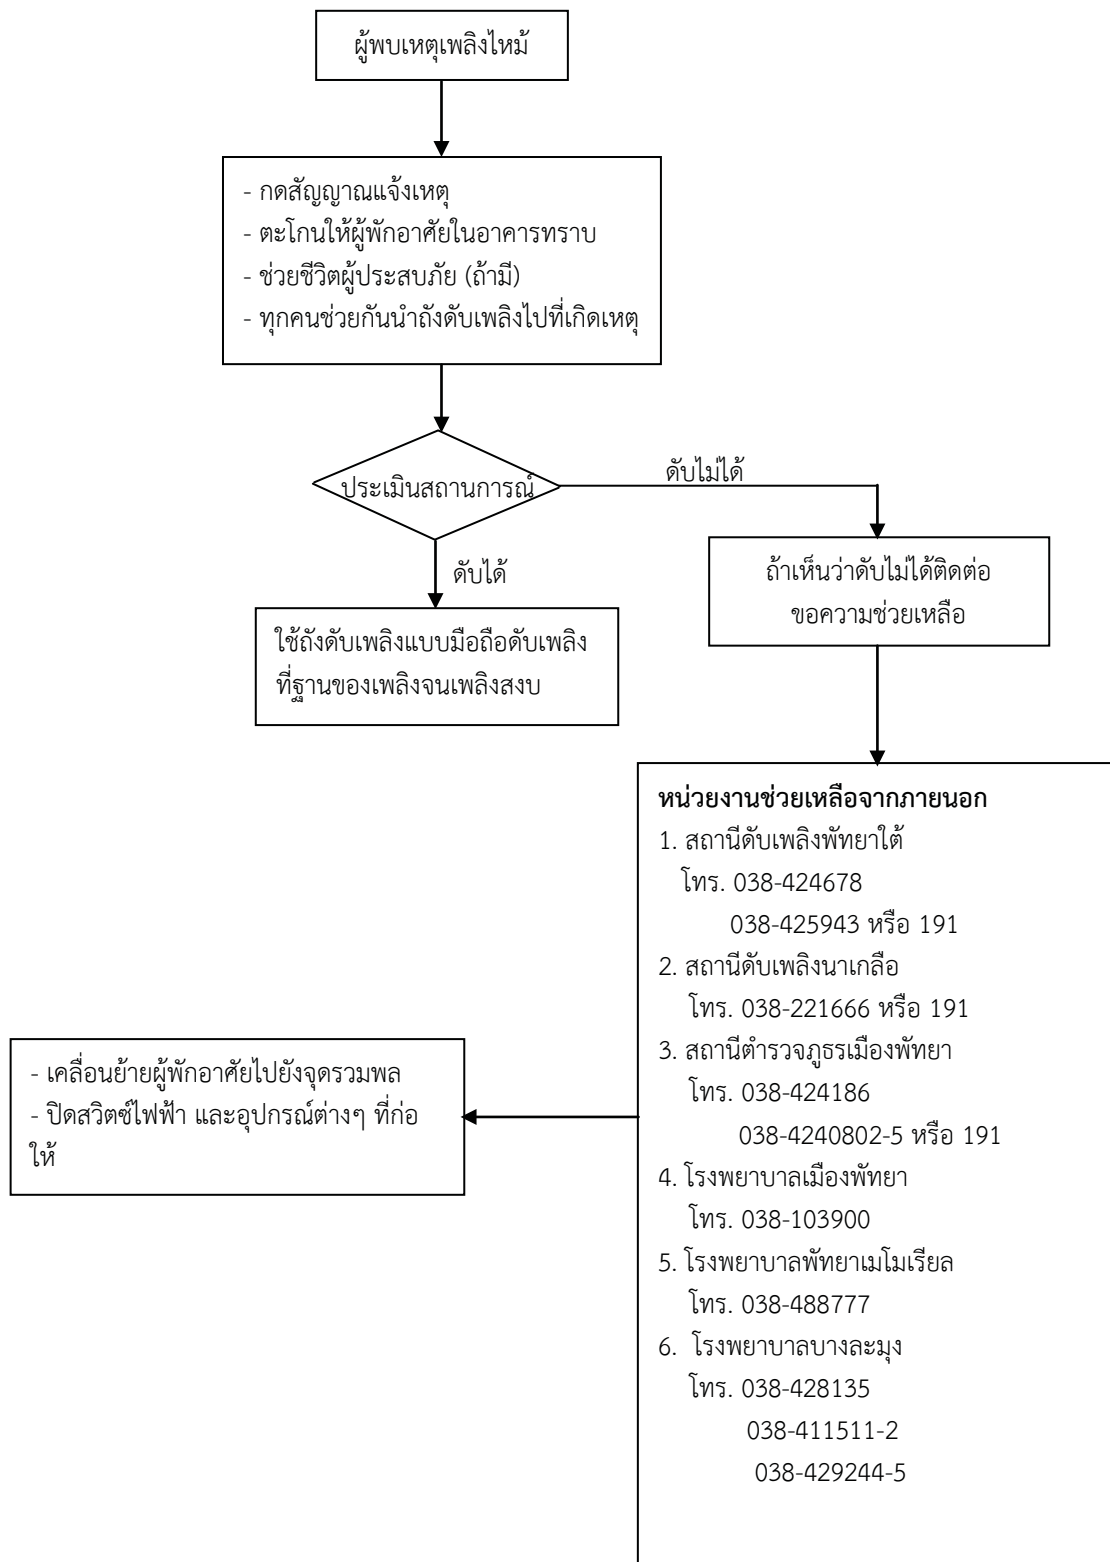 ผู้พบเหตุเพลิงไหม้
- กดสัญญาณแจ้งเหตุ
- ตะโกนให้ผู้พักอาศัยในอาคารทราบ
- ช่วยชีวิตผู้ประสบภัย (ถ้ามี)
- ทุกคนช่วยกันนำถังดับเพลิงไปที่เกิดเหตุ
ประเมินสถานการณ์
ดับไม่ได้
ดับได้
ใช้ถังดับเพลิงแบบมือถือดับเพลิง
ที่ฐานของเพลิงจนเพลิงสงบ
ถ้าเห็นว่าดับไม่ได้ติดต่อ
ขอความช่วยเหลือ
หน่วยงานช่วยเหลือจากภายนอก
1. สถานีดับเพลิงพัทยาใต้
โทร. 038-424678
038-425943 หรือ 191
2. สถานีดับเพลิงนาเกลือ
โทร. 038-221666 หรือ 191
3. สถานีตำรวจภูธรเมืองพัทยา
โทร. 038-424186
038-4240802-5 หรือ 191
4. โรงพยาบาลเมืองพัทยา
โทร. 038-103900
5. โรงพยาบาลพัทยาเมโมเรียล
โทร. 038-488777
6. โรงพยาบาลบางละมุง
โทร. 038-428135
038-411511-2
038-429244-5
- เคลื่อนย้ายผู้พักอาศัยไปยังจุดรวมพล
- ปิดสวิตซ์ไฟฟ้า และอุปกรณ์ต่างๆ ที่ก่อ
ให้